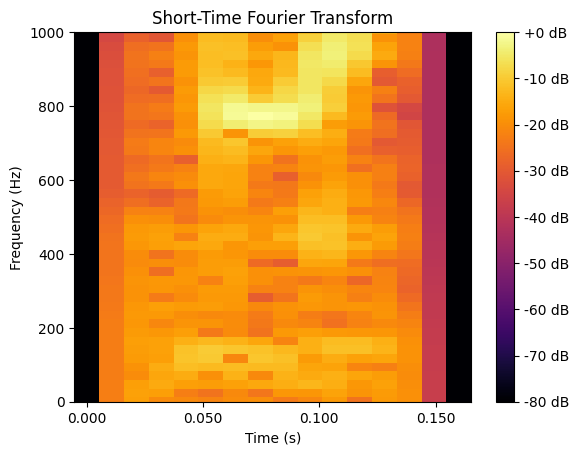 Short-Time Fourier Transform
1000
800
600
400
200
0
Frequency (Hz)
0.000
0.050
0.100
0.150
Time (s)
+0 dB
-10 dB
-20 dB
-30 dB
-40 dB
-50 dB
-60 dB
-70 dB
-80 dB